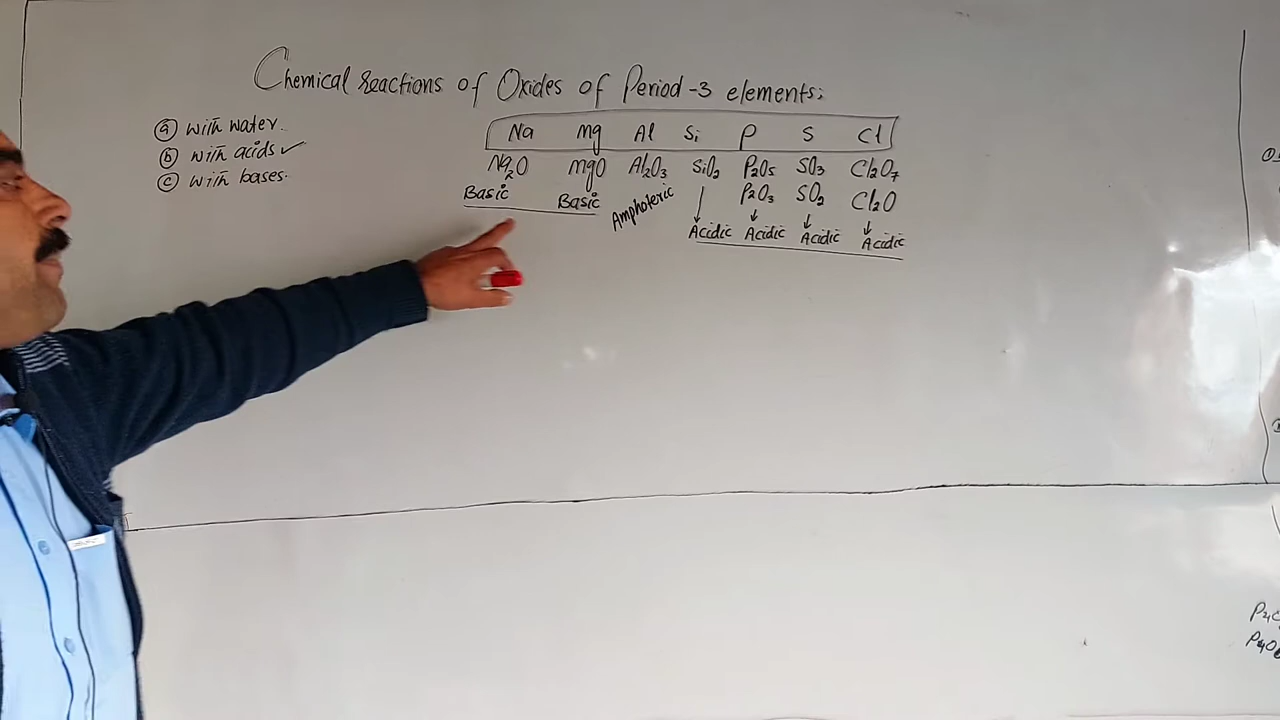 Chemical reactions of Oxides of Period-3 elements:
(a) with water.
(b) with acids ✓
(c) with bases.
Na Mg Al Si P S Cl
Na₂O MgO Al₂O₃ SiO₂ P₂O₅ SO₃ Cl₂O₇
P₂O₃ SO₂ Cl₂O
Basic Basic Amphoteric ↓ ↓ ↓ ↓
Acidic Acidic Acidic Acidic